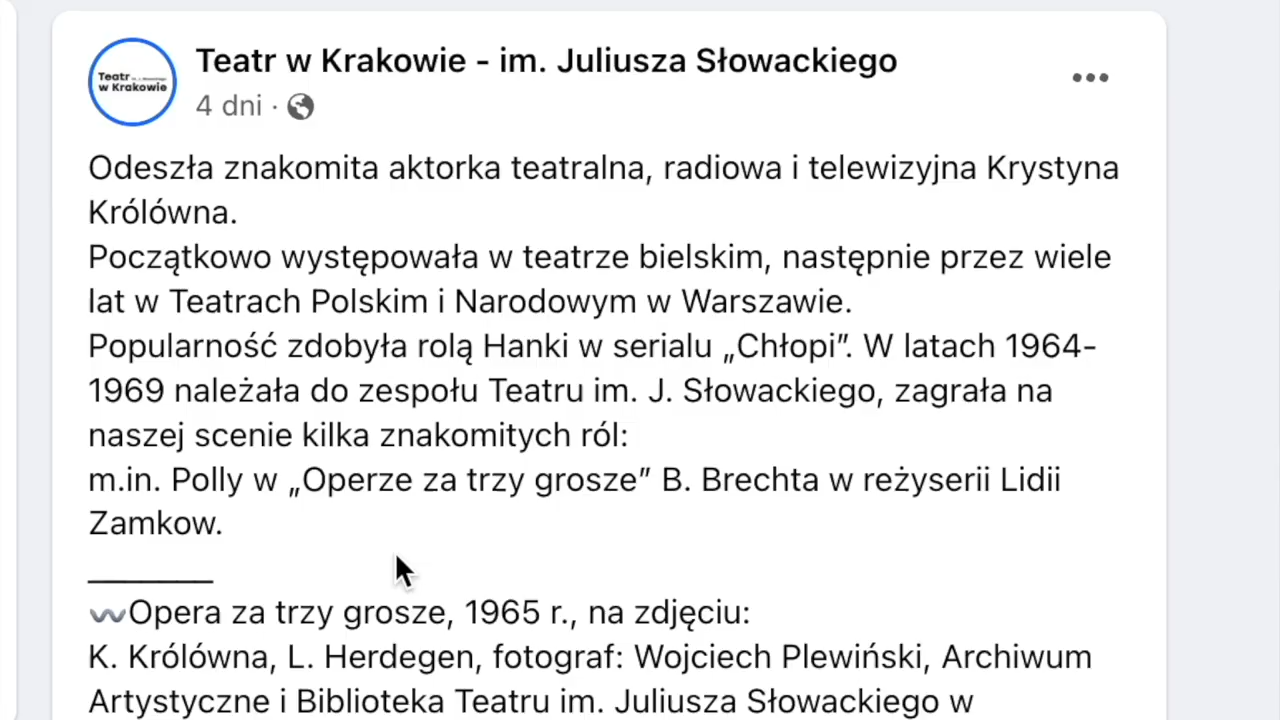 Teatr w Krakowie
Teatr w Krakowie - im. Juliusza Słowackiego
4 dni ·
Odeszła znakomita aktorka teatralna, radiowa i telewizyjna Krystyna
Królówna.
Początkowo występowała w teatrze bielskim, następnie przez wiele
lat w Teatrach Polskim i Narodowym w Warszawie.
Popularność zdobyła rolą Hanki w serialu „Chłopi”. W latach 1964-
1969 należała do zespołu Teatru im. J. Słowackiego, zagrała na
naszej scenie kilka znakomitych ról:
m.in. Polly w „Operze za trzy grosze” B. Brechta w reżyserii Lidii
Zamkow.
_______
〰️Opera za trzy grosze, 1965 r., na zdjęciu:
K. Królówna, L. Herdegen, fotograf: Wojciech Plewiński, Archiwum
Artystyczne i Biblioteka Teatru im. Juliusza Słowackiego w